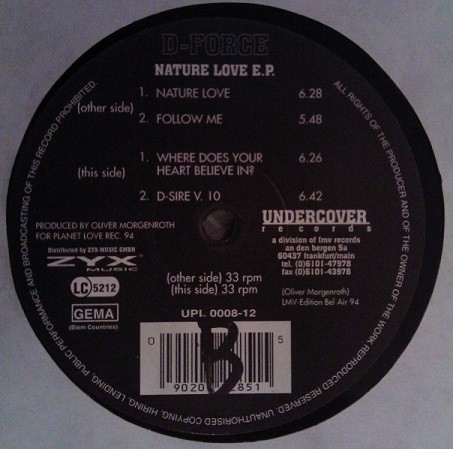 D-FORCE
NATURE LOVE E.P.
(other side)
1. NATURE LOVE 6.28
2. FOLLOW ME 5.48
(this side)
1. WHERE DOES YOUR
HEART BELIEVE IN? 6.26
2. D-SIRE V. 10 6.42
PRODUCED BY OLIVER MORGENROTH
FOR PLANET LOVE REC. 94
Distributed by ZYX-MUSIC GMBH
ZYX
MUSIC
LC 5212
GEMA
(Biem Countries)
UNDERCOVER
records
a division of lmv records
an den bergen 5a
60437 frankfurt/main
tel. (0)6101-47978
fax (0)6101-43978
(Oliver Morgenroth)
LMV-Edition Bel Air 94
(other side) 33 rpm
(this side) 33 rpm
UPL 0008-12
B
0 5
ALL RIGHTS OF THE PRODUCER AND OF THE OWNER OF THE WORK REPRODUCED RESERVED. UNAUTHORISED COPYING, HIRING, LENDING, PUBLIC PERFORMANCE AND BROADCASTING OF THIS RECORD PROHIBITED.